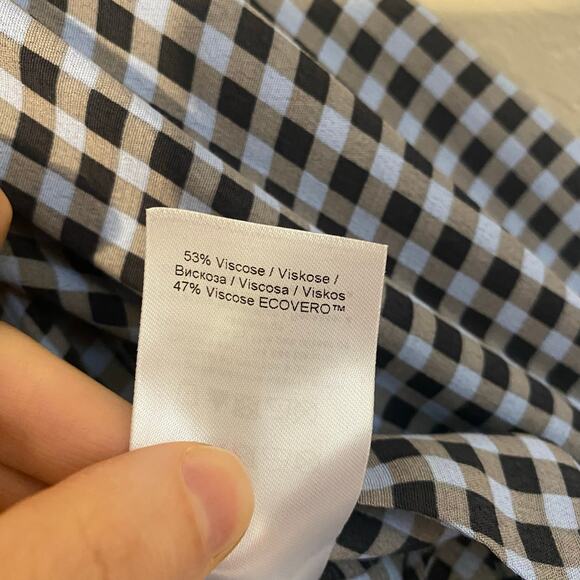 53% Viscose / Viskose /
Вискоза / Viscosa / Viskos
47% Viscose ECOVERO™